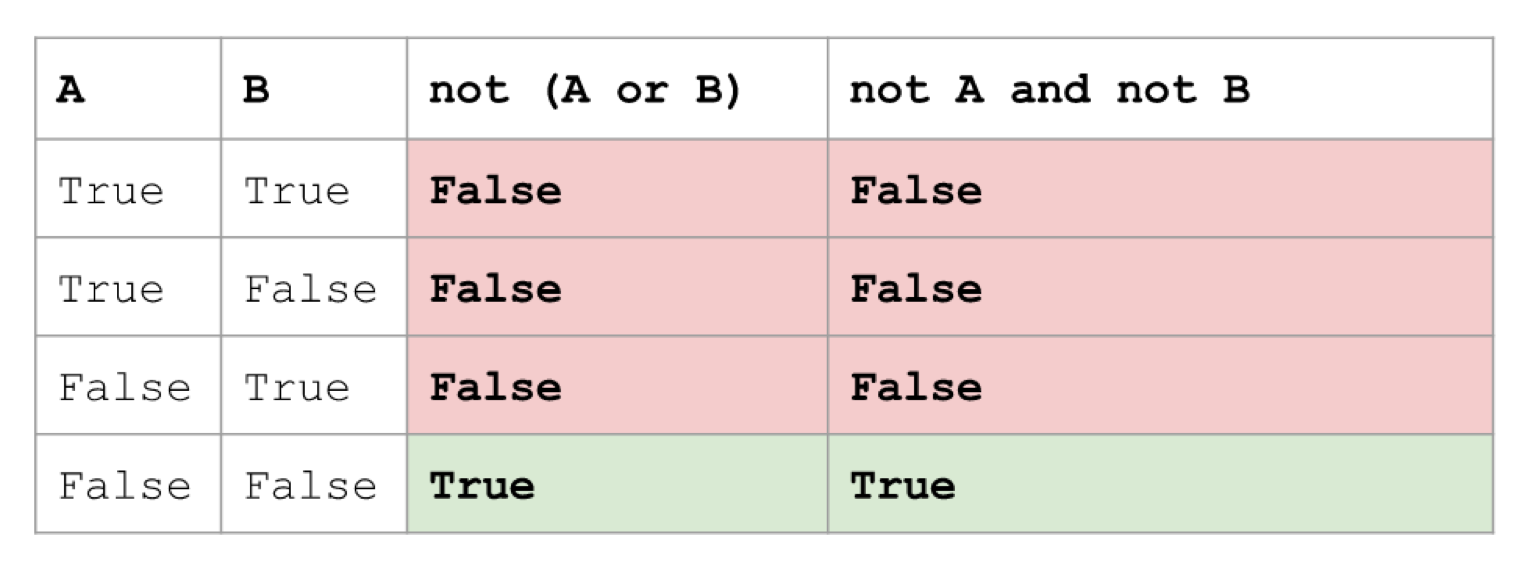 A B not (A or B) not A and not B
True True False False
True False False False
False True False False
False False True True